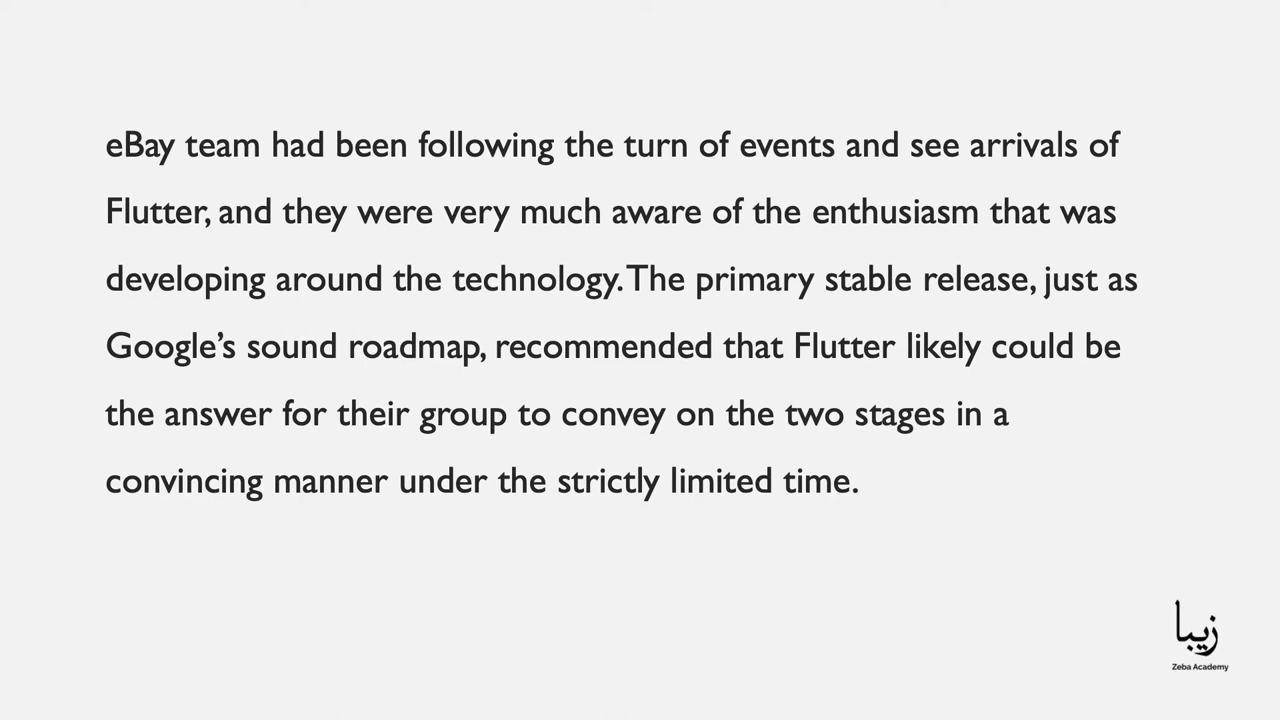 eBay team had been following the turn of events and see arrivals of
Flutter, and they were very much aware of the enthusiasm that was
developing around the technology. The primary stable release, just as
Google’s sound roadmap, recommended that Flutter likely could be
the answer for their group to convey on the two stages in a
convincing manner under the strictly limited time.
زیبا
Zeba Academy